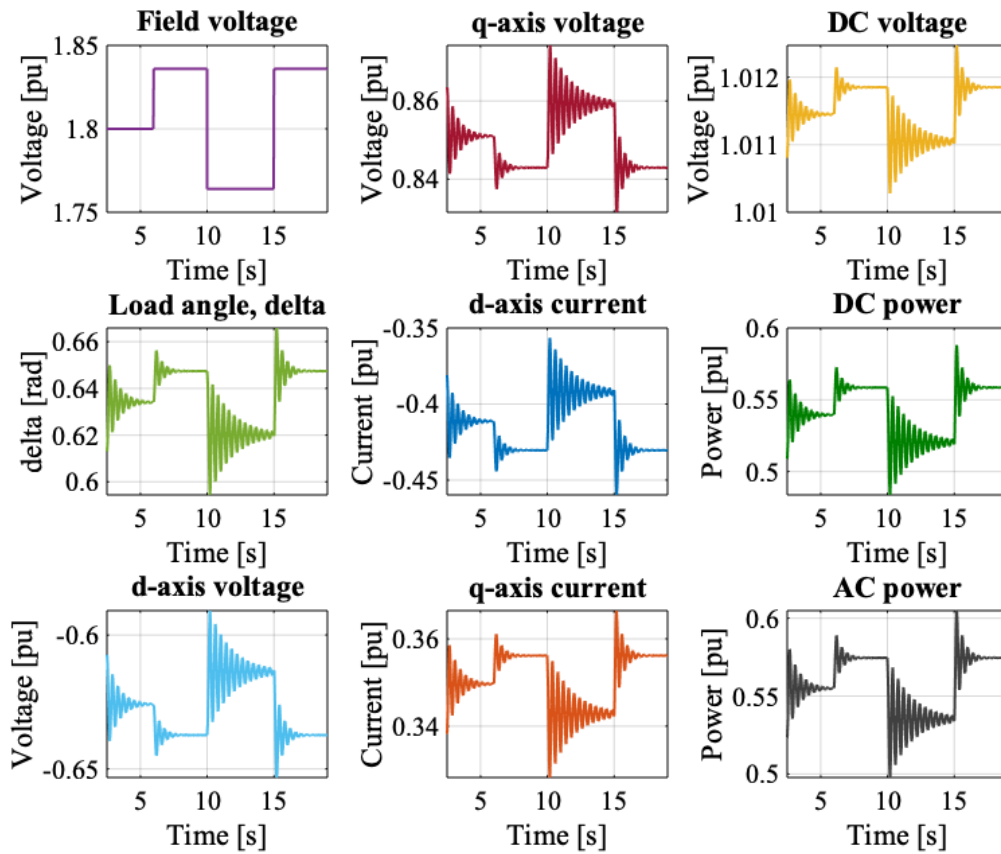 Field voltage
Voltage [pu]
1.85
1.8
1.75
5 10 15
Time [s]
q-axis voltage
Voltage [pu]
0.86
0.84
5 10 15
Time [s]
DC voltage
Voltage [pu]
1.012
1.011
1.01
5 10 15
Time [s]
Load angle, delta
delta [rad]
0.66
0.64
0.62
0.6
5 10 15
Time [s]
d-axis current
Current [pu]
-0.35
-0.4
-0.45
5 10 15
Time [s]
DC power
Power [pu]
0.6
0.5
5 10 15
Time [s]
d-axis voltage
Voltage [pu]
-0.6
-0.65
5 10 15
Time [s]
q-axis current
Current [pu]
0.36
0.34
5 10 15
Time [s]
AC power
Power [pu]
0.6
0.55
0.5
5 10 15
Time [s]